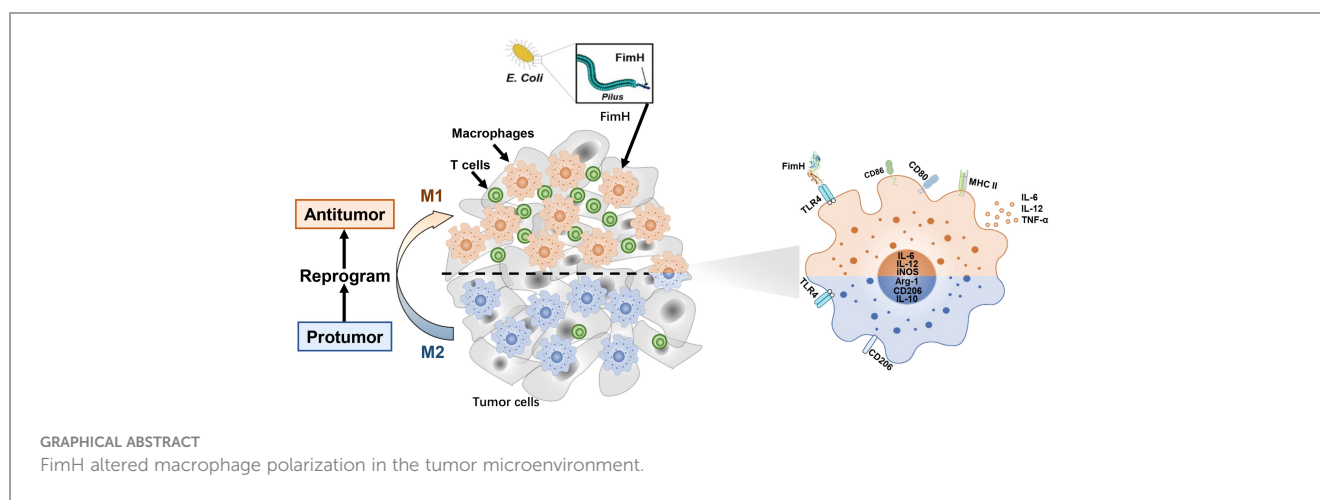 FimH
E. Coli
Pilus
FimH
Macrophages
T cells
M1
Antitumor
Reprogram
Protumor
M2
Tumor cells
FimH
TLR4
CD86
CD80
MHC II
IL-6
IL-12
TNF-α
IL-6
IL-12
iNOS
Arg-1
CD206
IL-10
TLR4
CD206
GRAPHICAL ABSTRACT
FimH altered macrophage polarization in the tumor microenvironment.